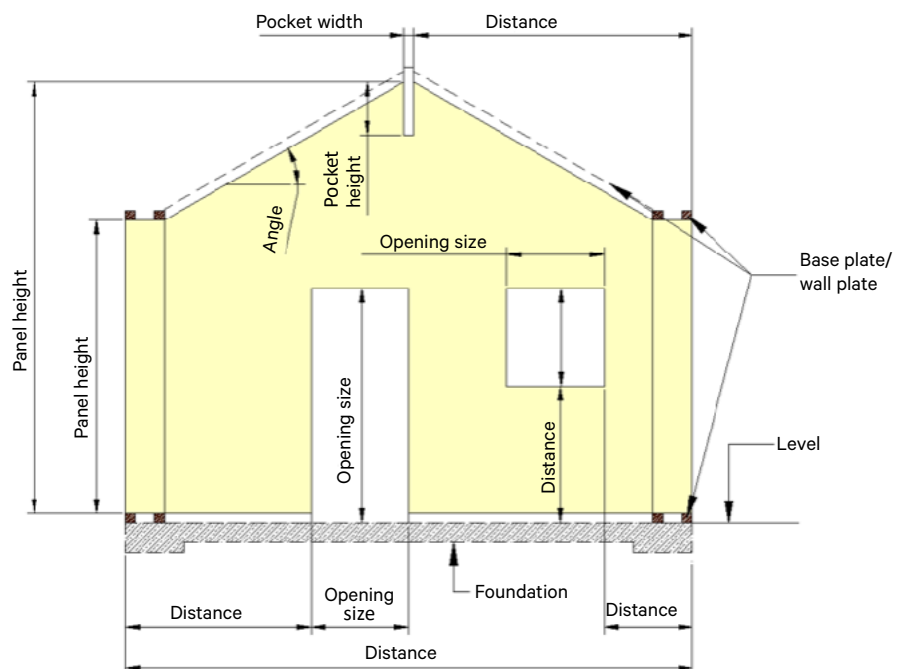 Pocket width
Distance
Pocket
height
Angle
Opening size
Base plate/
wall plate
Panel height
Panel height
Opening size
Distance
Level
Foundation
Distance
Opening
size
Distance
Distance